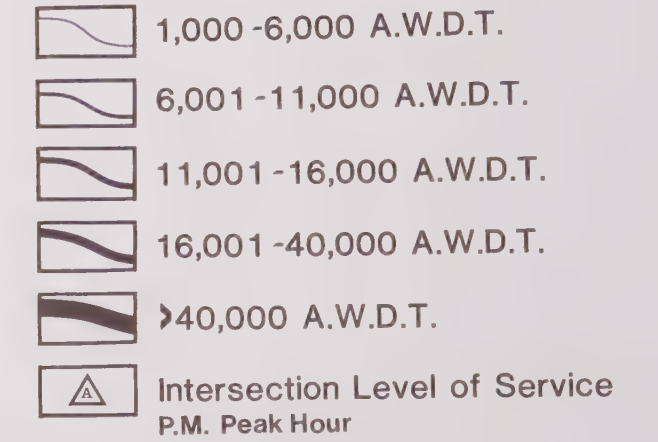 1,000-6,000 A.W.D.T.
6,001-11,000 A.W.D.T.
11,001-16,000 A.W.D.T.
16,001-40,000 A.W.D.T.
>40,000 A.W.D.T.
A Intersection Level of Service
P.M. Peak Hour